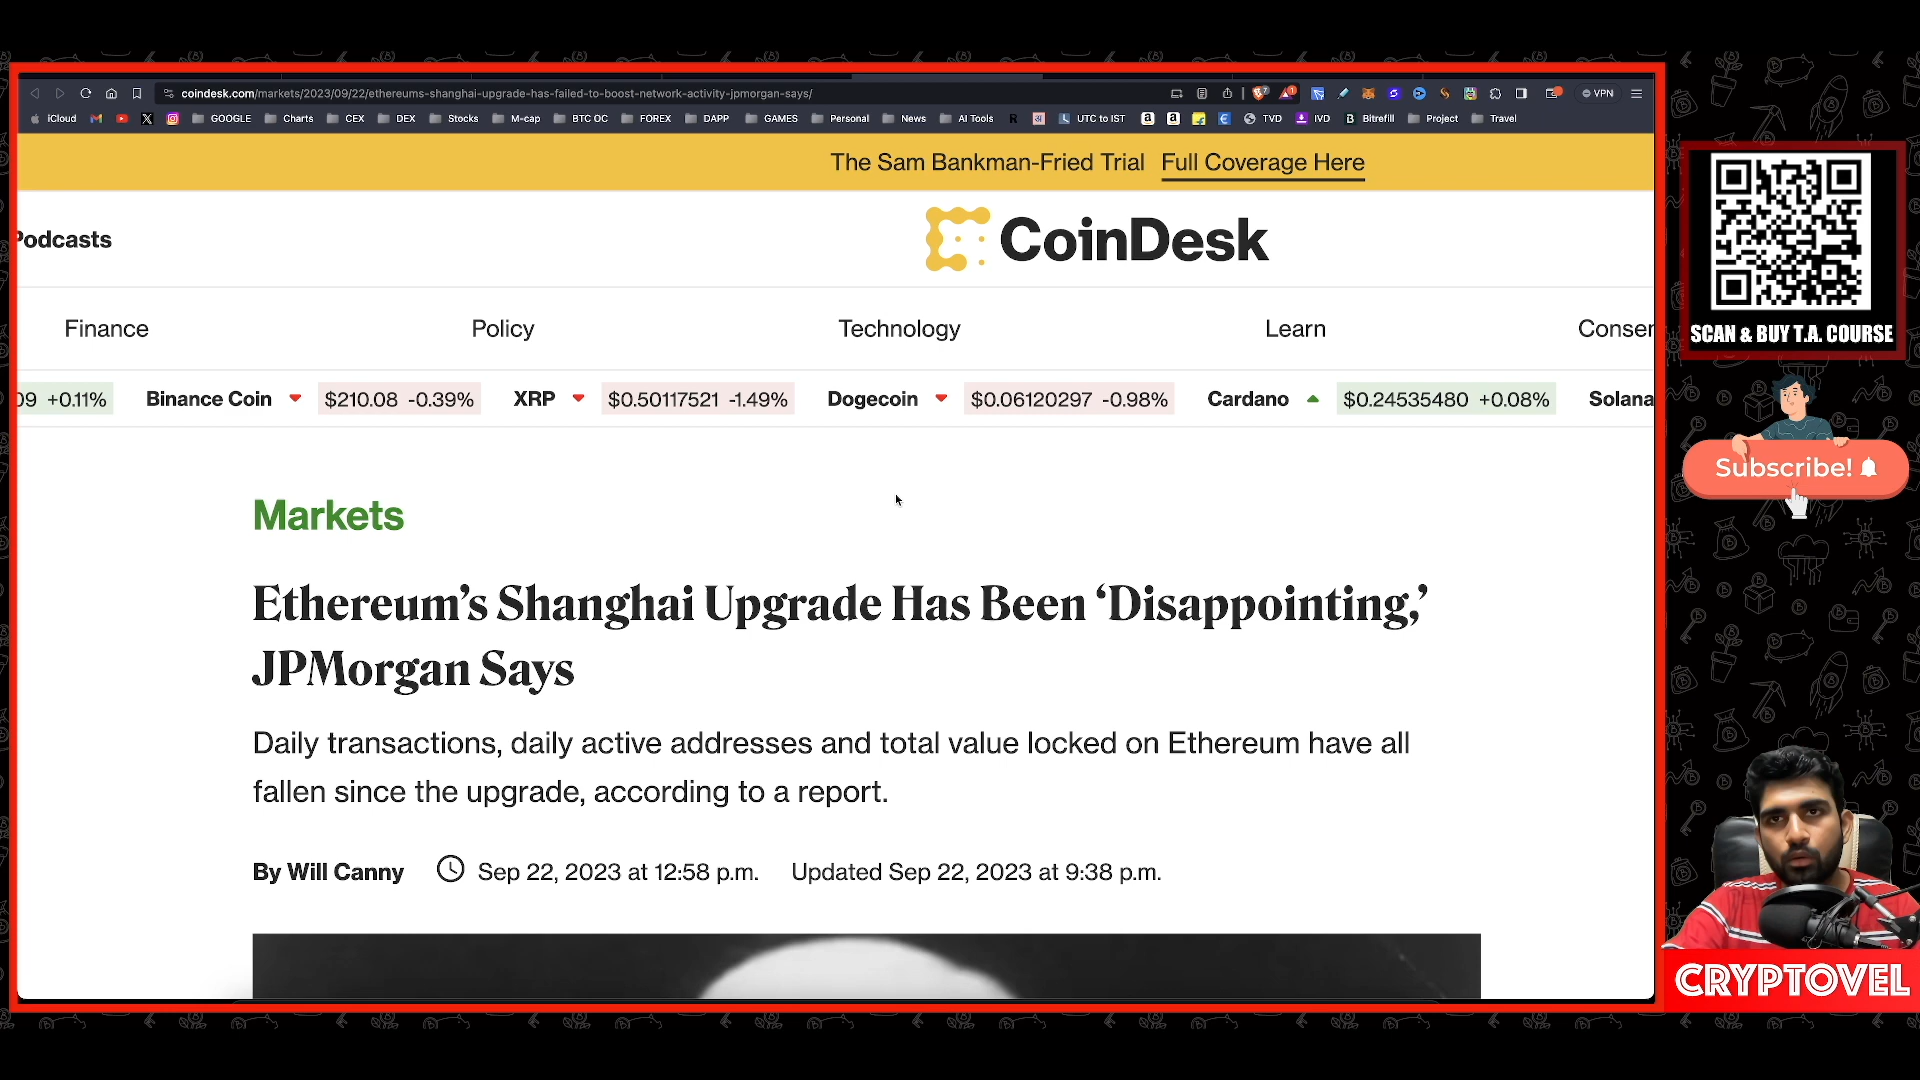 coindesk.com/markets/2023/09/22/ethereums-shanghai-upgrade-has-failed-to-boost-network-activity-jpmorgan-says/
VPN
iCloud GOOGLE Charts CEX DEX Stocks M-cap BTC OC FOREX DAPP GAMES Personal News AI Tools R UTC to IST a a TVD IVD B Bitrefill Project Travel
The Sam Bankman-Fried Trial Full Coverage Here
Podcasts
CoinDesk
Finance Policy Technology Learn Conser
09 +0.11% Binance Coin $210.08 -0.39% XRP $0.50117521 -1.49% Dogecoin $0.06120297 -0.98% Cardano $0.24535480 +0.08% Solana
Markets
Ethereum’s Shanghai Upgrade Has Been ‘Disappointing,’
JPMorgan Says
Daily transactions, daily active addresses and total value locked on Ethereum have all
fallen since the upgrade, according to a report.
By Will Canny Sep 22, 2023 at 12:58 p.m. Updated Sep 22, 2023 at 9:38 p.m.
SCAN & BUY T.A. COURSE
Subscribe!
CRYPTOVEL